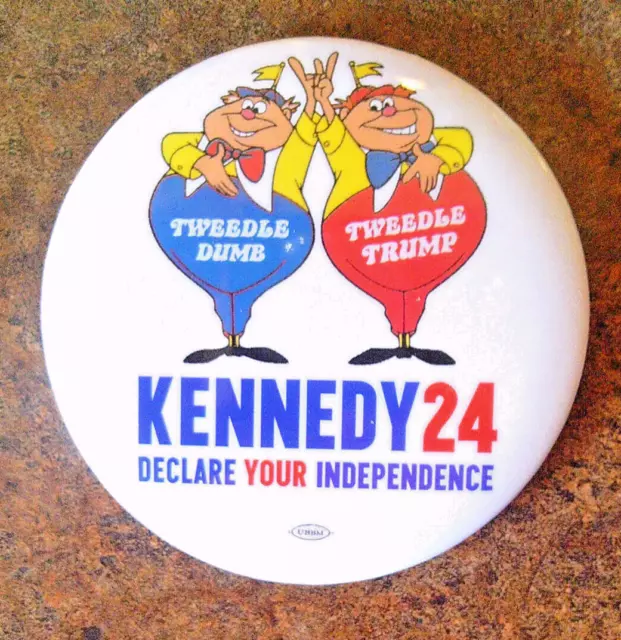 TWEEDLE
DUMB
TWEEDLE
TRUMP
KENNEDY24
DECLARE YOUR INDEPENDENCE